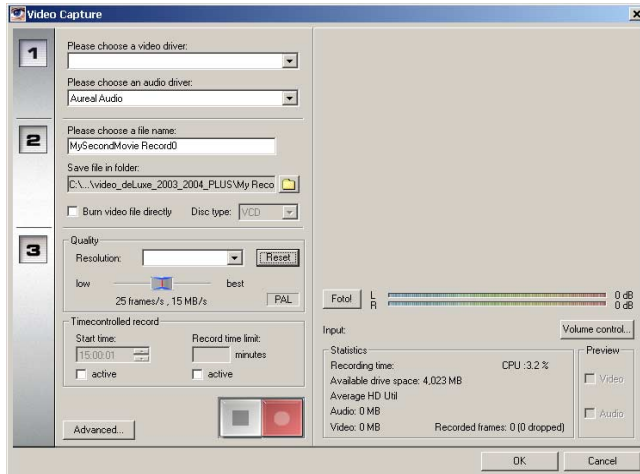 Video Capture
1
Please choose a video driver:
Please choose an audio driver:
Aureal Audio
2
Please choose a file name:
MySecondMovie Record0
Save file in folder:
C:\...\video_deLuxe_2003_2004_PLUS\My Reco
Burn video file directly Disc type: VCD
3
Quality
Resolution: Reset
low best
25 frames/s , 15 MB/s PAL
Timecontrolled record
Start time: Record time limit:
15:00:01 minutes
active active
Advanced...
Foto! L 0 dB
R 0 dB
Input: Volume control...
Statistics
Recording time: CPU :3.2 %
Available drive space: 4,023 MB
Average HD Util
Audio: 0 MB
Video: 0 MB Recorded frames: 0 (0 dropped)
Preview
Video
Audio
OK Cancel